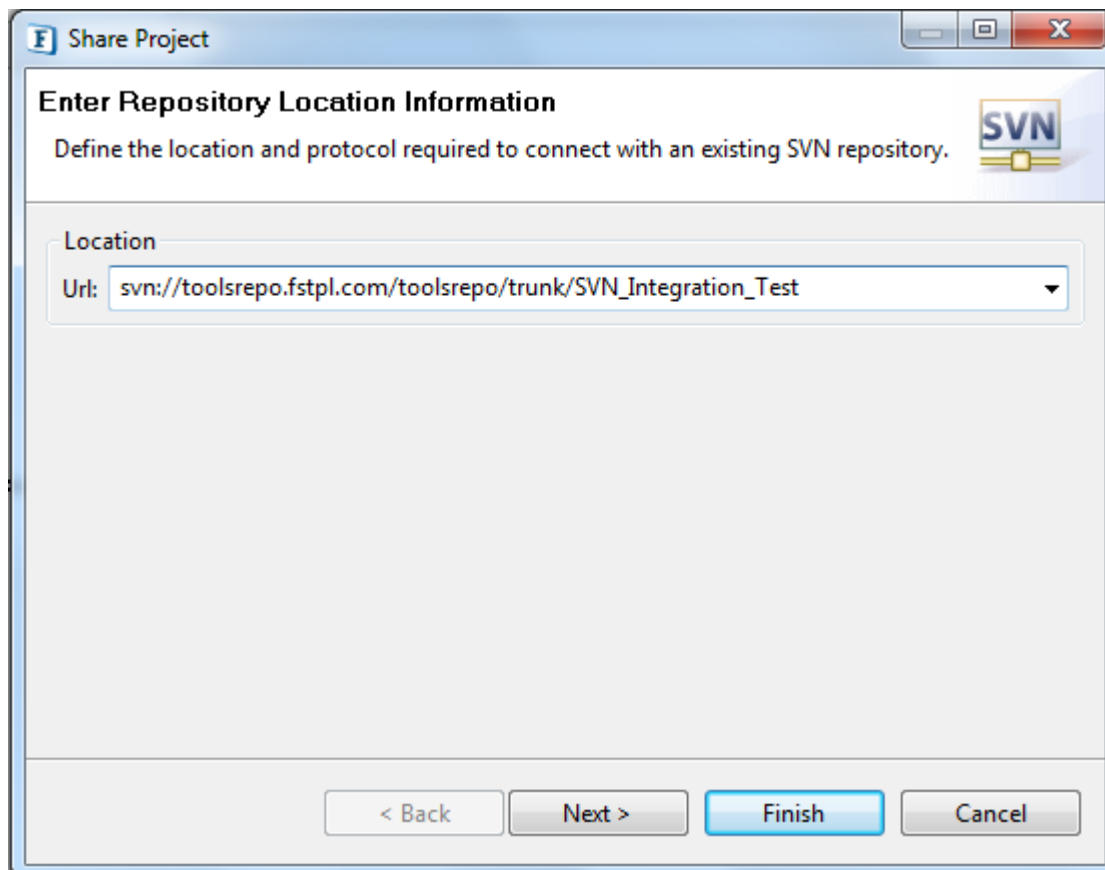 Share Project
Enter Repository Location Information
Define the location and protocol required to connect with an existing SVN repository.
SVN
Location
Url: svn://toolsrepo.fstpl.com/toolsrepo/trunk/SVN_Integration_Test
< Back Next > Finish Cancel